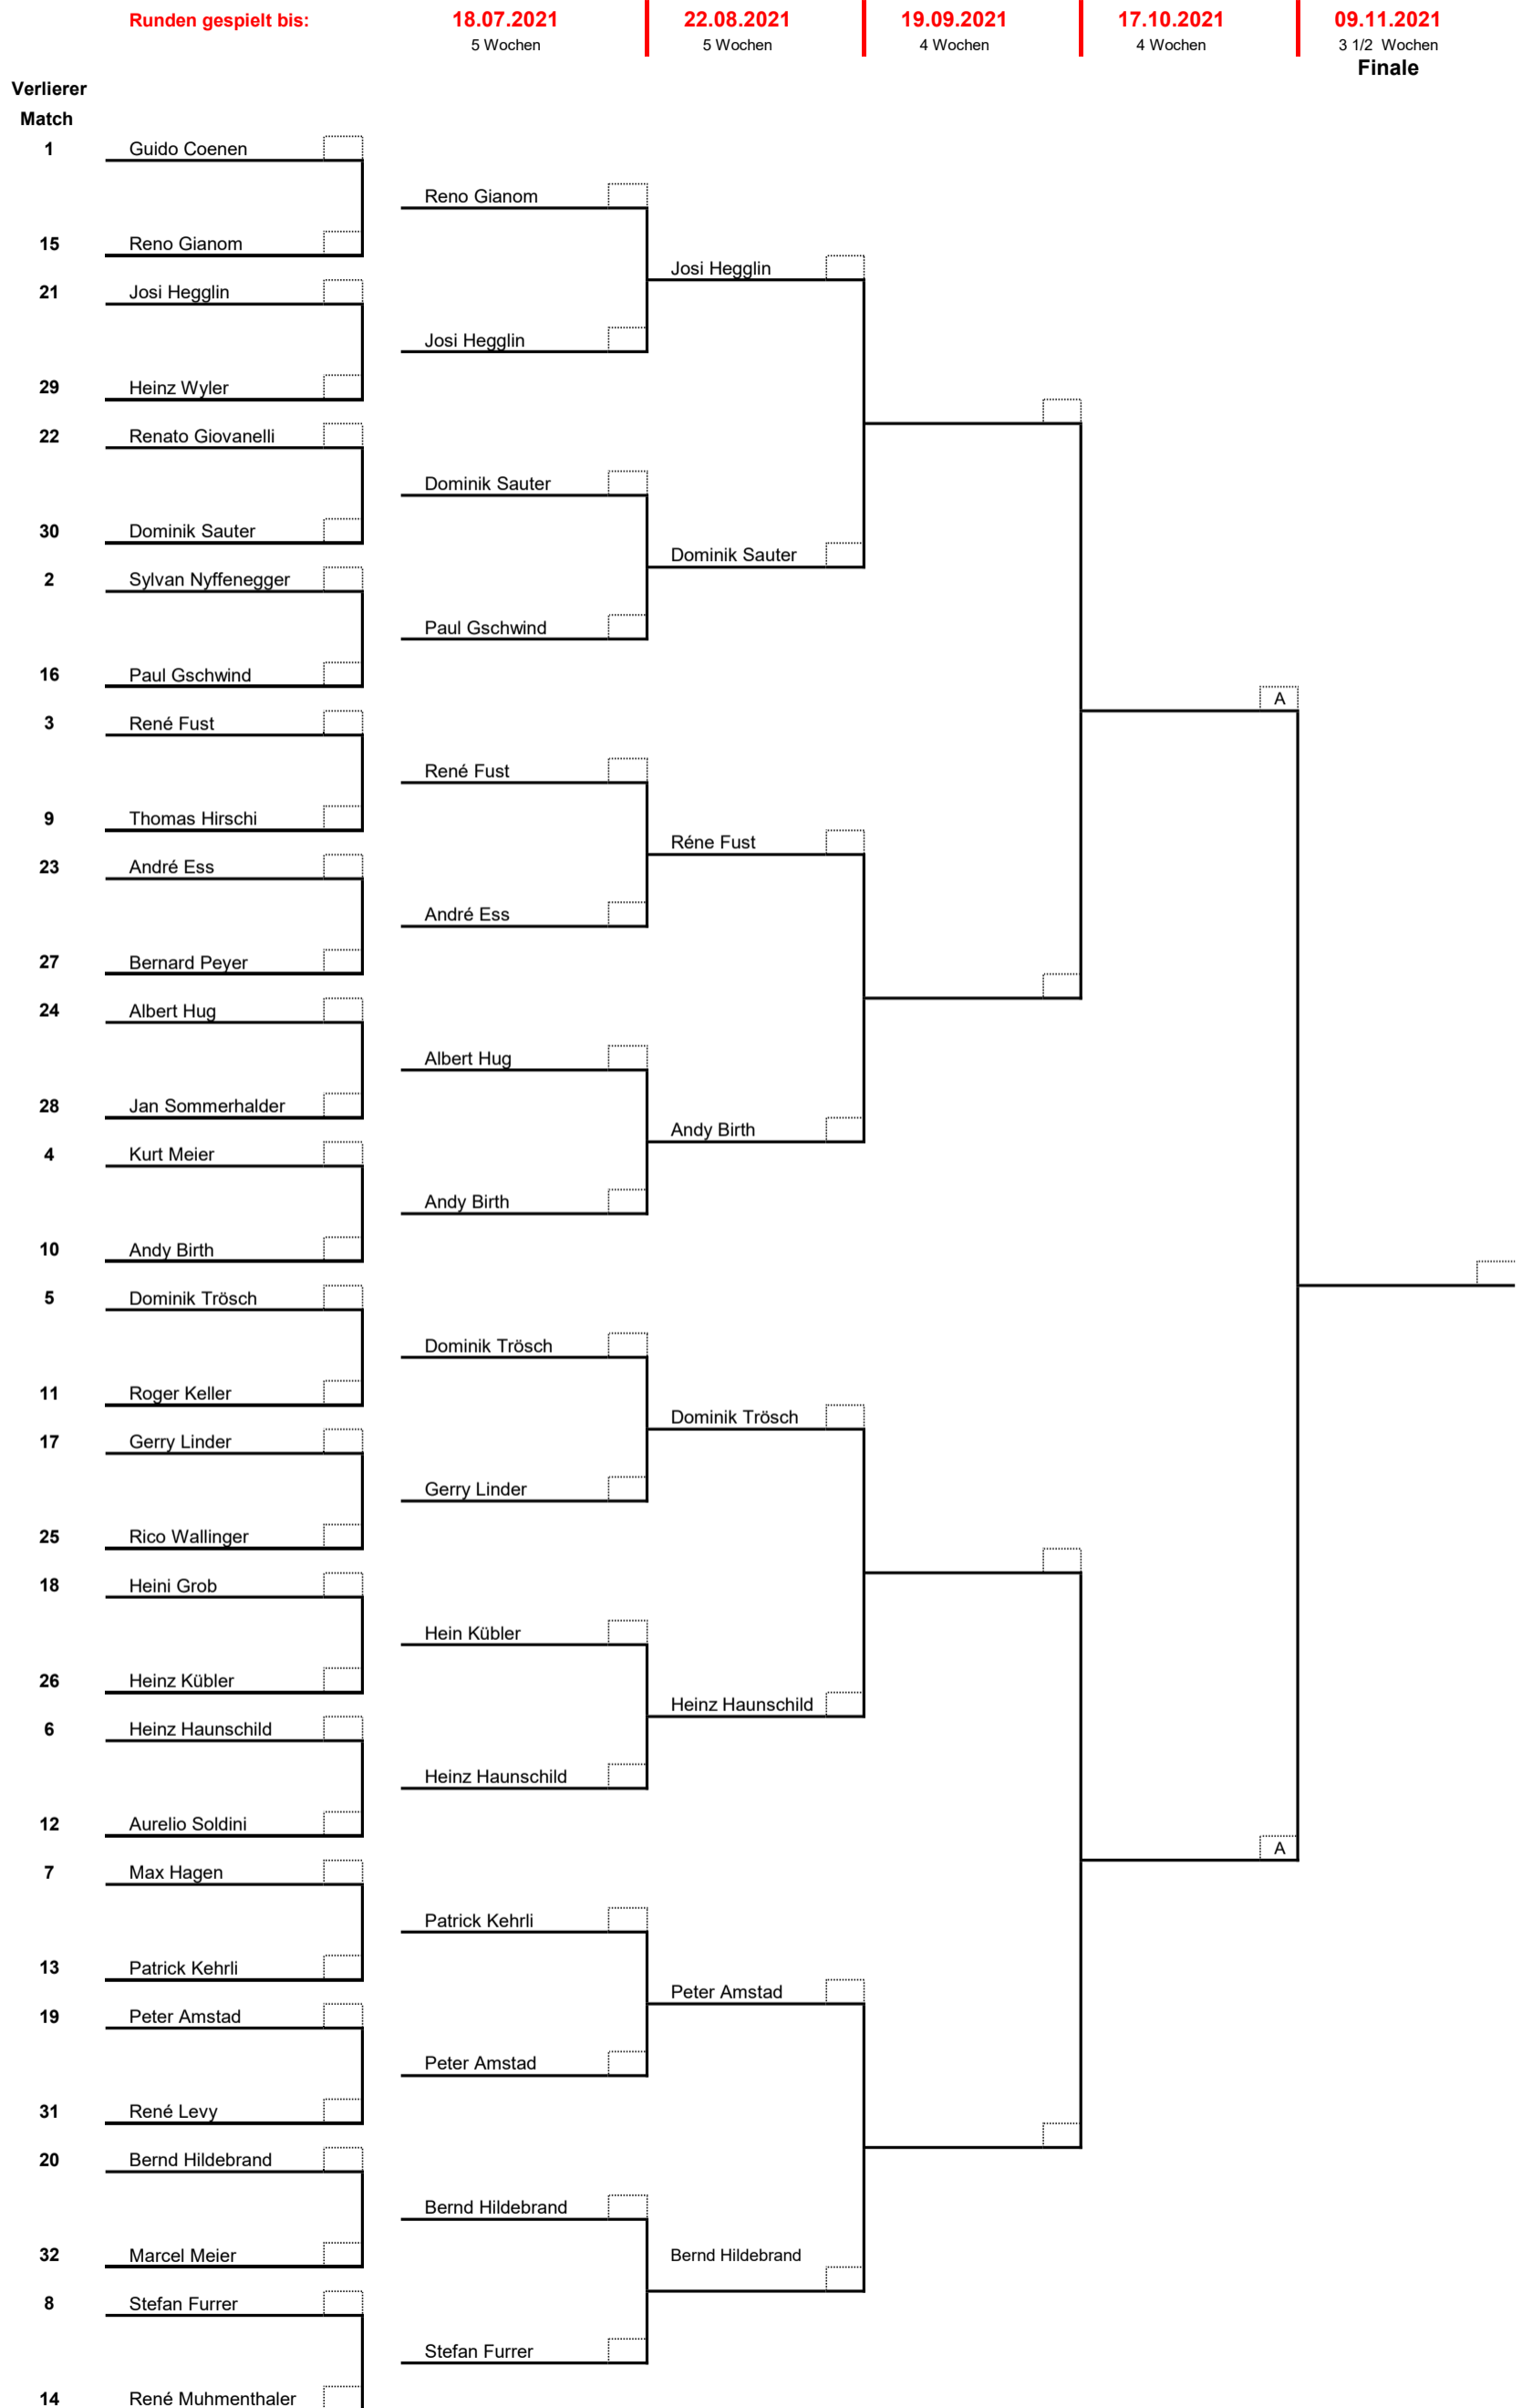 Runden gespielt bis: 18.07.2021 22.08.2021 19.09.2021 17.10.2021 09.11.2021
5 Wochen 5 Wochen 4 Wochen 4 Wochen 3 1/2 Wochen
Finale
Verlierer
Match
1 Guido Coenen
Reno Gianom
15 Reno Gianom
Josi Hegglin
21 Josi Hegglin
Josi Hegglin
29 Heinz Wyler
22 Renato Giovanelli
Dominik Sauter
30 Dominik Sauter
Dominik Sauter
2 Sylvan Nyffenegger
Paul Gschwind
16 Paul Gschwind
A
3 René Fust
René Fust
9 Thomas Hirschi
Réne Fust
23 André Ess
André Ess
27 Bernard Peyer
24 Albert Hug
Albert Hug
28 Jan Sommerhalder
Andy Birth
4 Kurt Meier
Andy Birth
10 Andy Birth
5 Dominik Trösch
Dominik Trösch
11 Roger Keller
Dominik Trösch
17 Gerry Linder
Gerry Linder
25 Rico Wallinger
18 Heini Grob
Hein Kübler
26 Heinz Kübler
Heinz Haunschild
6 Heinz Haunschild
Heinz Haunschild
12 Aurelio Soldini
A
7 Max Hagen
Patrick Kehrli
13 Patrick Kehrli
Peter Amstad
19 Peter Amstad
Peter Amstad
31 René Levy
20 Bernd Hildebrand
Bernd Hildebrand
32 Marcel Meier Bernd Hildebrand
8 Stefan Furrer
Stefan Furrer
14 René Muhmenthaler